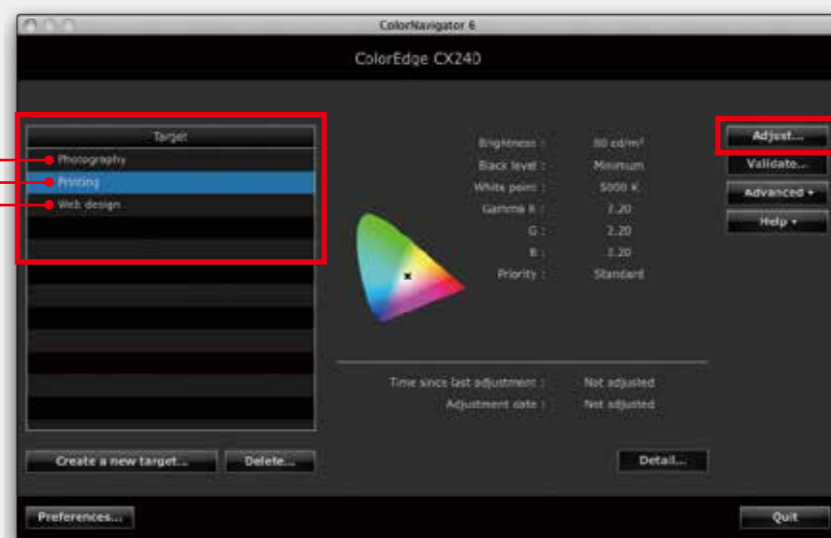 ColorNavigator 6
ColorEdge CX240
Target
Photography
Printing
Web design
Brightness : 80 cd/m²
Black level : Minimum
White point : 5000 K
Gamma R : 2.20
G : 2.20
B : 2.20
Priority : Standard
Adjust...
Validate...
Advanced
Help
Time since last adjustment : Not adjusted
Adjustment date : Not adjusted
Create a new target...
Delete...
Detail...
Preferences...
Quit